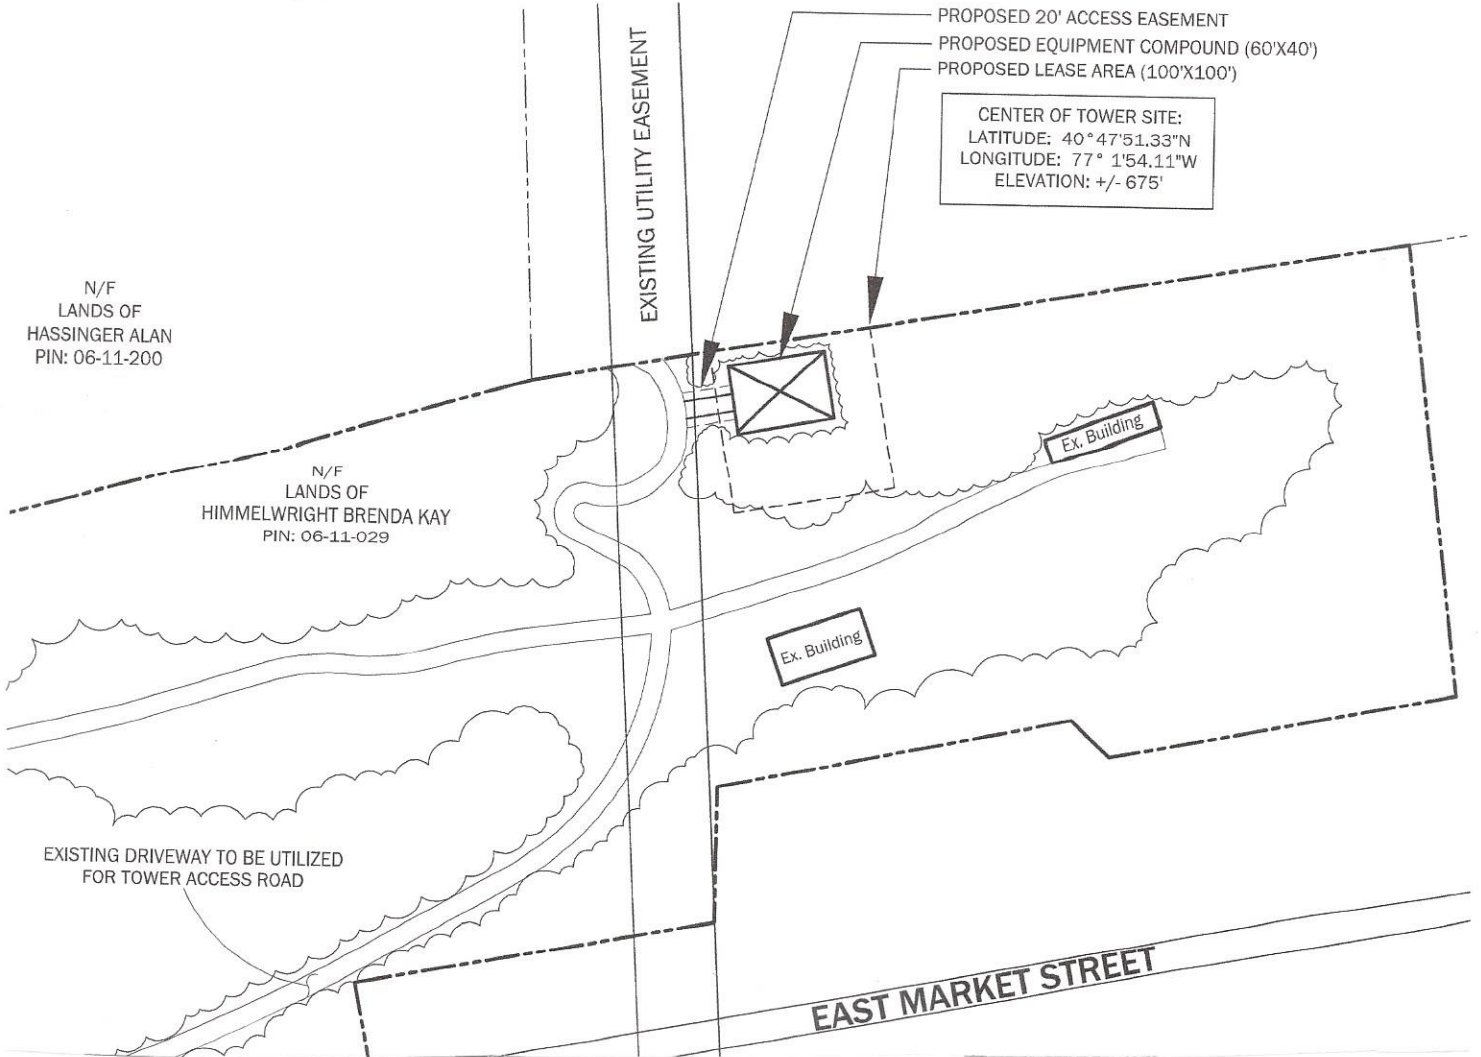 PROPOSED 20' ACCESS EASEMENT
PROPOSED EQUIPMENT COMPOUND (60'X40')
PROPOSED LEASE AREA (100'X100')
CENTER OF TOWER SITE:
LATITUDE: 40°47'51.33"N
LONGITUDE: 77° 1'54.11"W
ELEVATION: +/- 675'
EXISTING UTILITY EASEMENT
N/F
LANDS OF
HASSINGER ALAN
PIN: 06-11-200
N/F
LANDS OF
HIMMELWRIGHT BRENDA KAY
PIN: 06-11-029
Ex. Building
Ex. Building
EXISTING DRIVEWAY TO BE UTILIZED
FOR TOWER ACCESS ROAD
EAST MARKET STREET